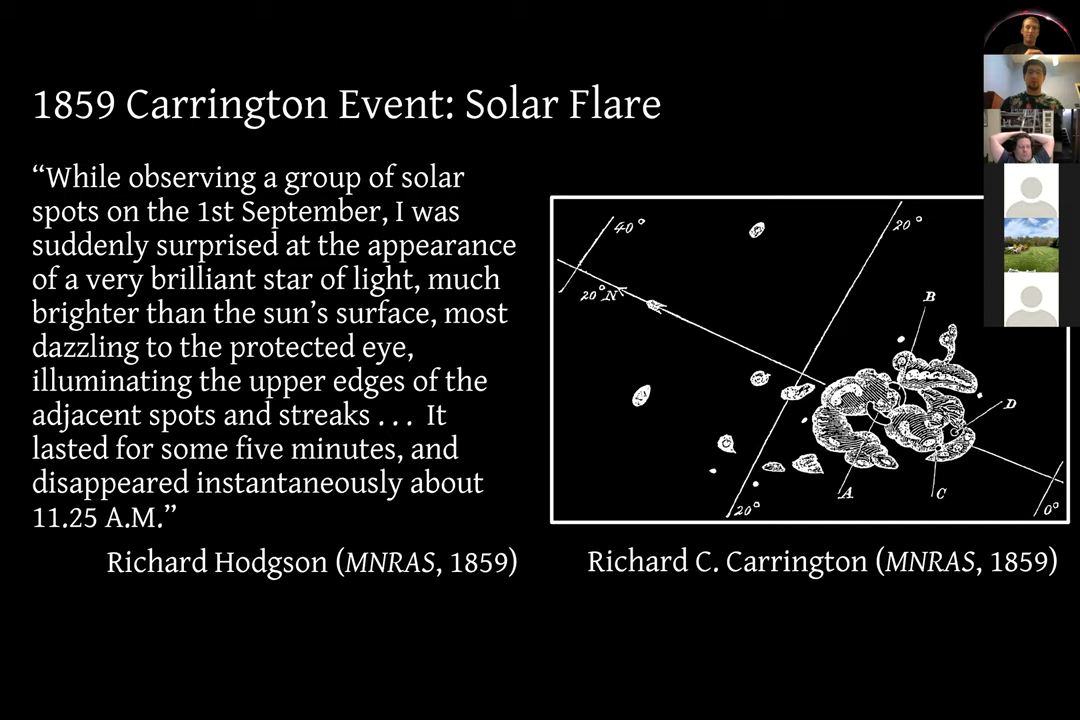 1859 Carrington Event: Solar Flare
“While observing a group of solar
spots on the 1st September, I was
suddenly surprised at the appearance
of a very brilliant star of light, much
brighter than the sun’s surface, most
dazzling to the protected eye,
illuminating the upper edges of the
adjacent spots and streaks . . . It
lasted for some five minutes, and
disappeared instantaneously about
11.25 A.M.”
Richard Hodgson (MNRAS, 1859)
40°
20°
20°N
B
D
A
C
20°
0°
Richard C. Carrington (MNRAS, 1859)